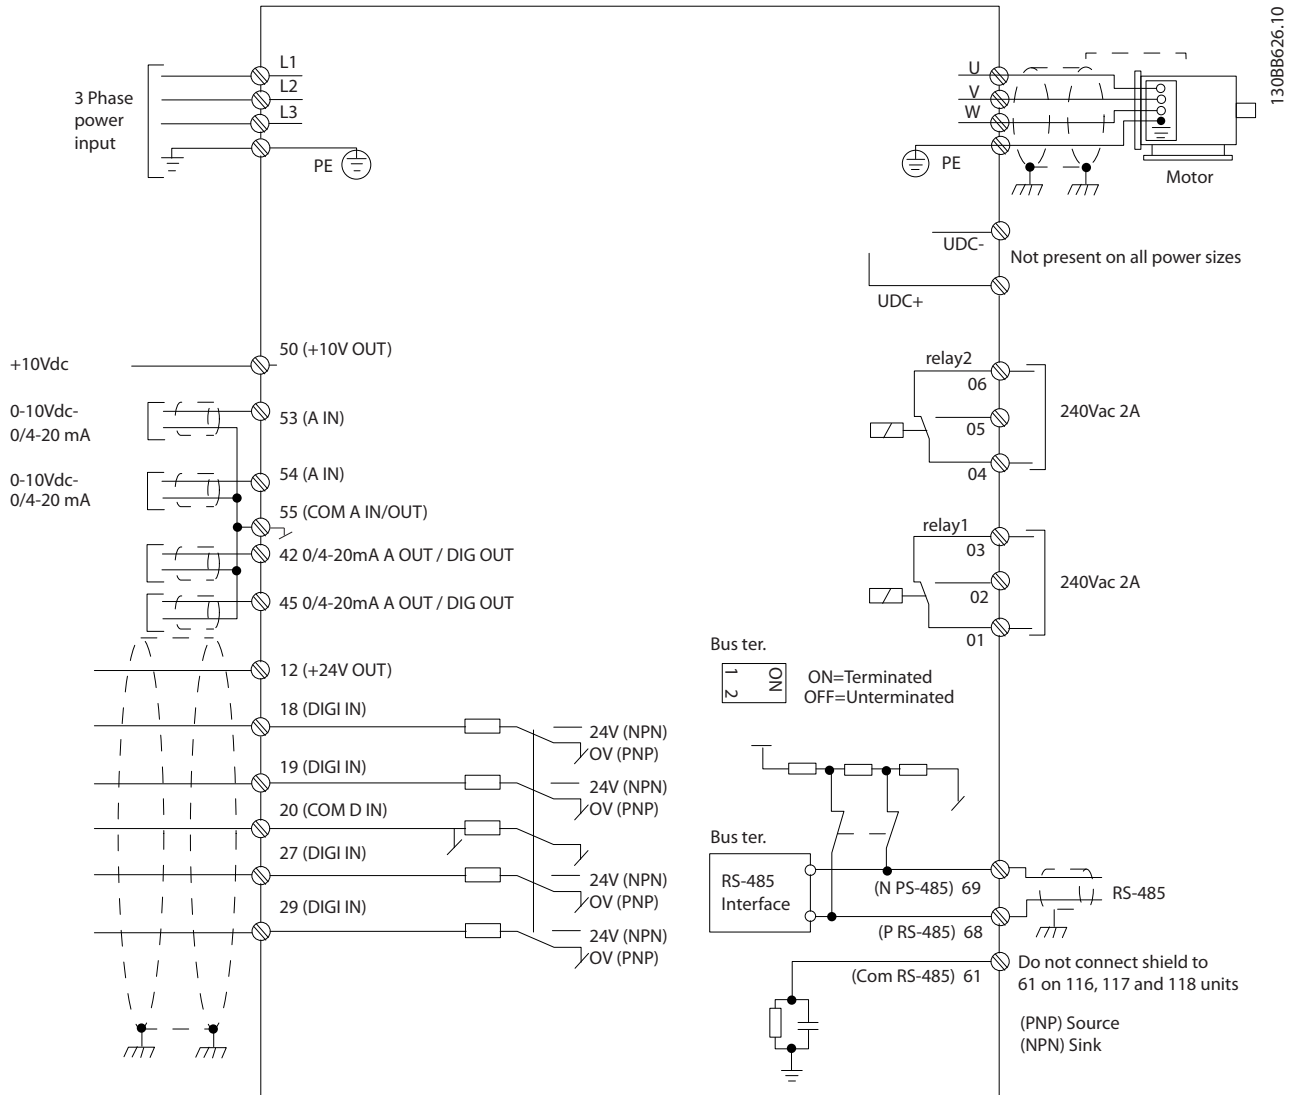 130BB626.10
L1
L2
L3
3 Phase
power
input
PE
U
V
W
PE
Motor
UDC-
Not present on all power sizes
UDC+
+10Vdc
50 (+10V OUT)
0-10Vdc-
0/4-20 mA
53 (A IN)
0-10Vdc-
0/4-20 mA
54 (A IN)
55 (COM A IN/OUT)
42 0/4-20mA A OUT / DIG OUT
45 0/4-20mA A OUT / DIG OUT
12 (+24V OUT)
18 (DIGI IN)
24V (NPN)
OV (PNP)
19 (DIGI IN)
24V (NPN)
OV (PNP)
20 (COM D IN)
27 (DIGI IN)
24V (NPN)
OV (PNP)
29 (DIGI IN)
24V (NPN)
OV (PNP)
relay2
06
05
04
240Vac 2A
relay1
03
02
01
240Vac 2A
Bus ter.
1 2 ON
ON=Terminated
OFF=Unterminated
Bus ter.
RS-485
Interface
(N PS-485) 69
RS-485
(P RS-485) 68
(Com RS-485) 61
Do not connect shield to
61 on 116, 117 and 118 units
(PNP) Source
(NPN) Sink